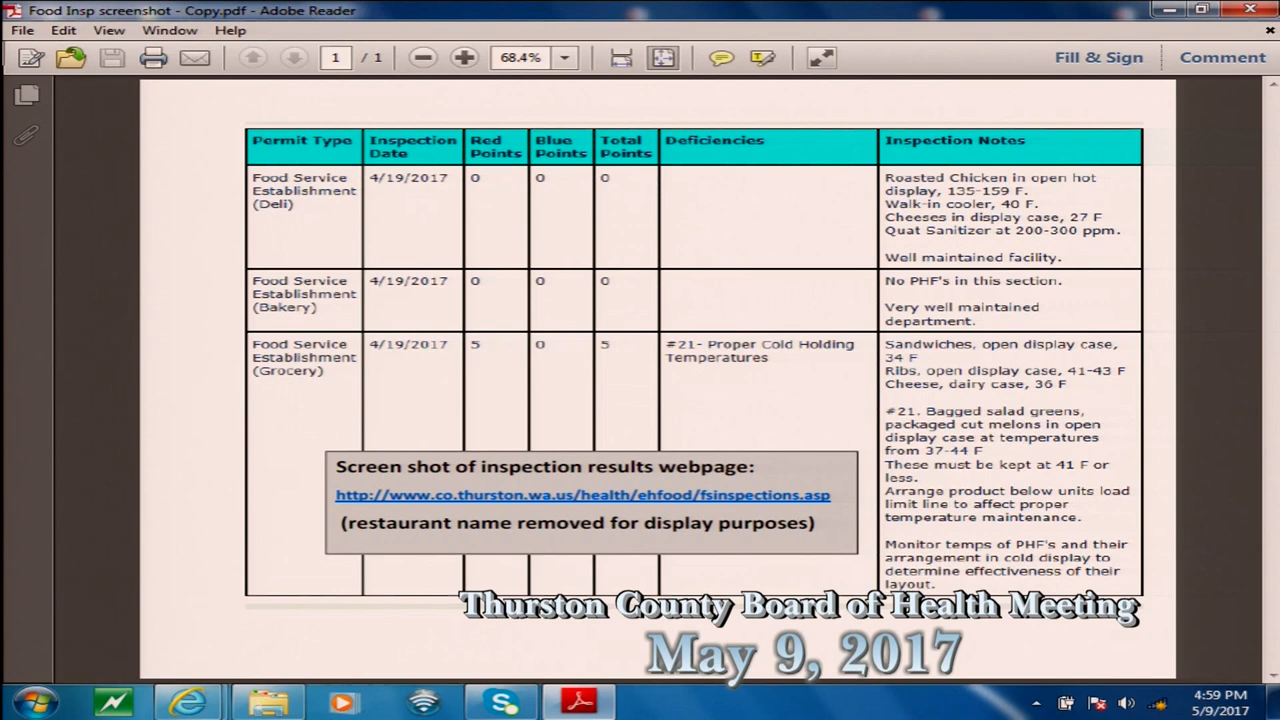 Food Insp screenshot - Copy.pdf - Adobe Reader
File Edit View Window Help
1 / 1 68.4% Fill & Sign Comment
Permit Type
Inspection
Date
Red
Points
Blue
Points
Total
Points
Deficiencies
Inspection Notes
Food Service
Establishment
(Deli)
4/19/2017
0
0
0
Roasted Chicken in open hot
display, 135-159 F.
Walk-in cooler, 40 F.
Cheeses in display case, 27 F
Quat Sanitizer at 200-300 ppm.
Well maintained facility.
Food Service
Establishment
(Bakery)
4/19/2017
0
0
0
No PHF's in this section.
Very well maintained
department.
Food Service
Establishment
(Grocery)
4/19/2017
5
0
5
#21- Proper Cold Holding
Temperatures
Sandwiches, open display case,
34 F
Ribs, open display case, 41-43 F
Cheese, dairy case, 36 F
#21. Bagged salad greens,
packaged cut melons in open
display case at temperatures
from 37-44 F
These must be kept at 41 F or
less.
Arrange product below units load
limit line to affect proper
temperature maintenance.
Monitor temps of PHF's and their
arrangement in cold display to
determine effectiveness of their
layout.
Screen shot of inspection results webpage:
http://www.co.thurston.wa.us/health/ehfood/fsinspections.asp
(restaurant name removed for display purposes)
Thurston County Board of Health Meeting
May 9, 2017
4:59 PM
5/9/2017